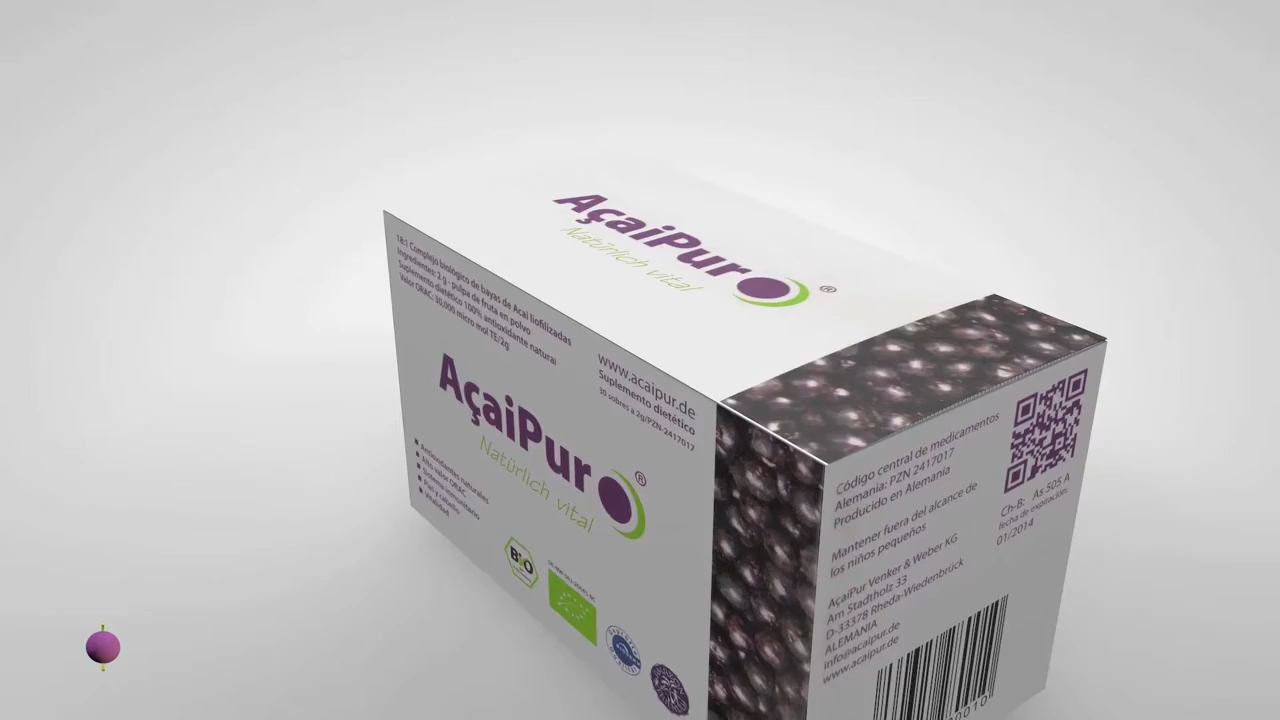 AçaiPur ®
Natürlich vital
18:1 Complejo biológico de bayas de Acai liofilizadas
Ingredientes: 2 g - pulpa de fruta en polvo
Suplemento dietético 100% antioxidante natural
Valor ORAC: 30,000 micro mol TE/2g
www.acaipur.de
Suplemento dietético
30 sobres a 2g/PZN-2417017
AçaiPur ®
Natürlich vital
Antioxidantes naturales
Alto valor ORAC
Sistema inmunitario
Piel y cabello
Vitalidad
BIO
Código central de medicamentos
Alemania: PZN 2417017
Producido en Alemania
Mantener fuera del alcance de
los niños pequeños
AçaiPur Venker & Weber KG
Am Stadtholz 33
D-33378 Rheda-Wiedenbrück
ALEMANIA
info@acaipur.de
www.acaipur.de
Ch-B: As 505 A
fecha de expiración:
01/2014